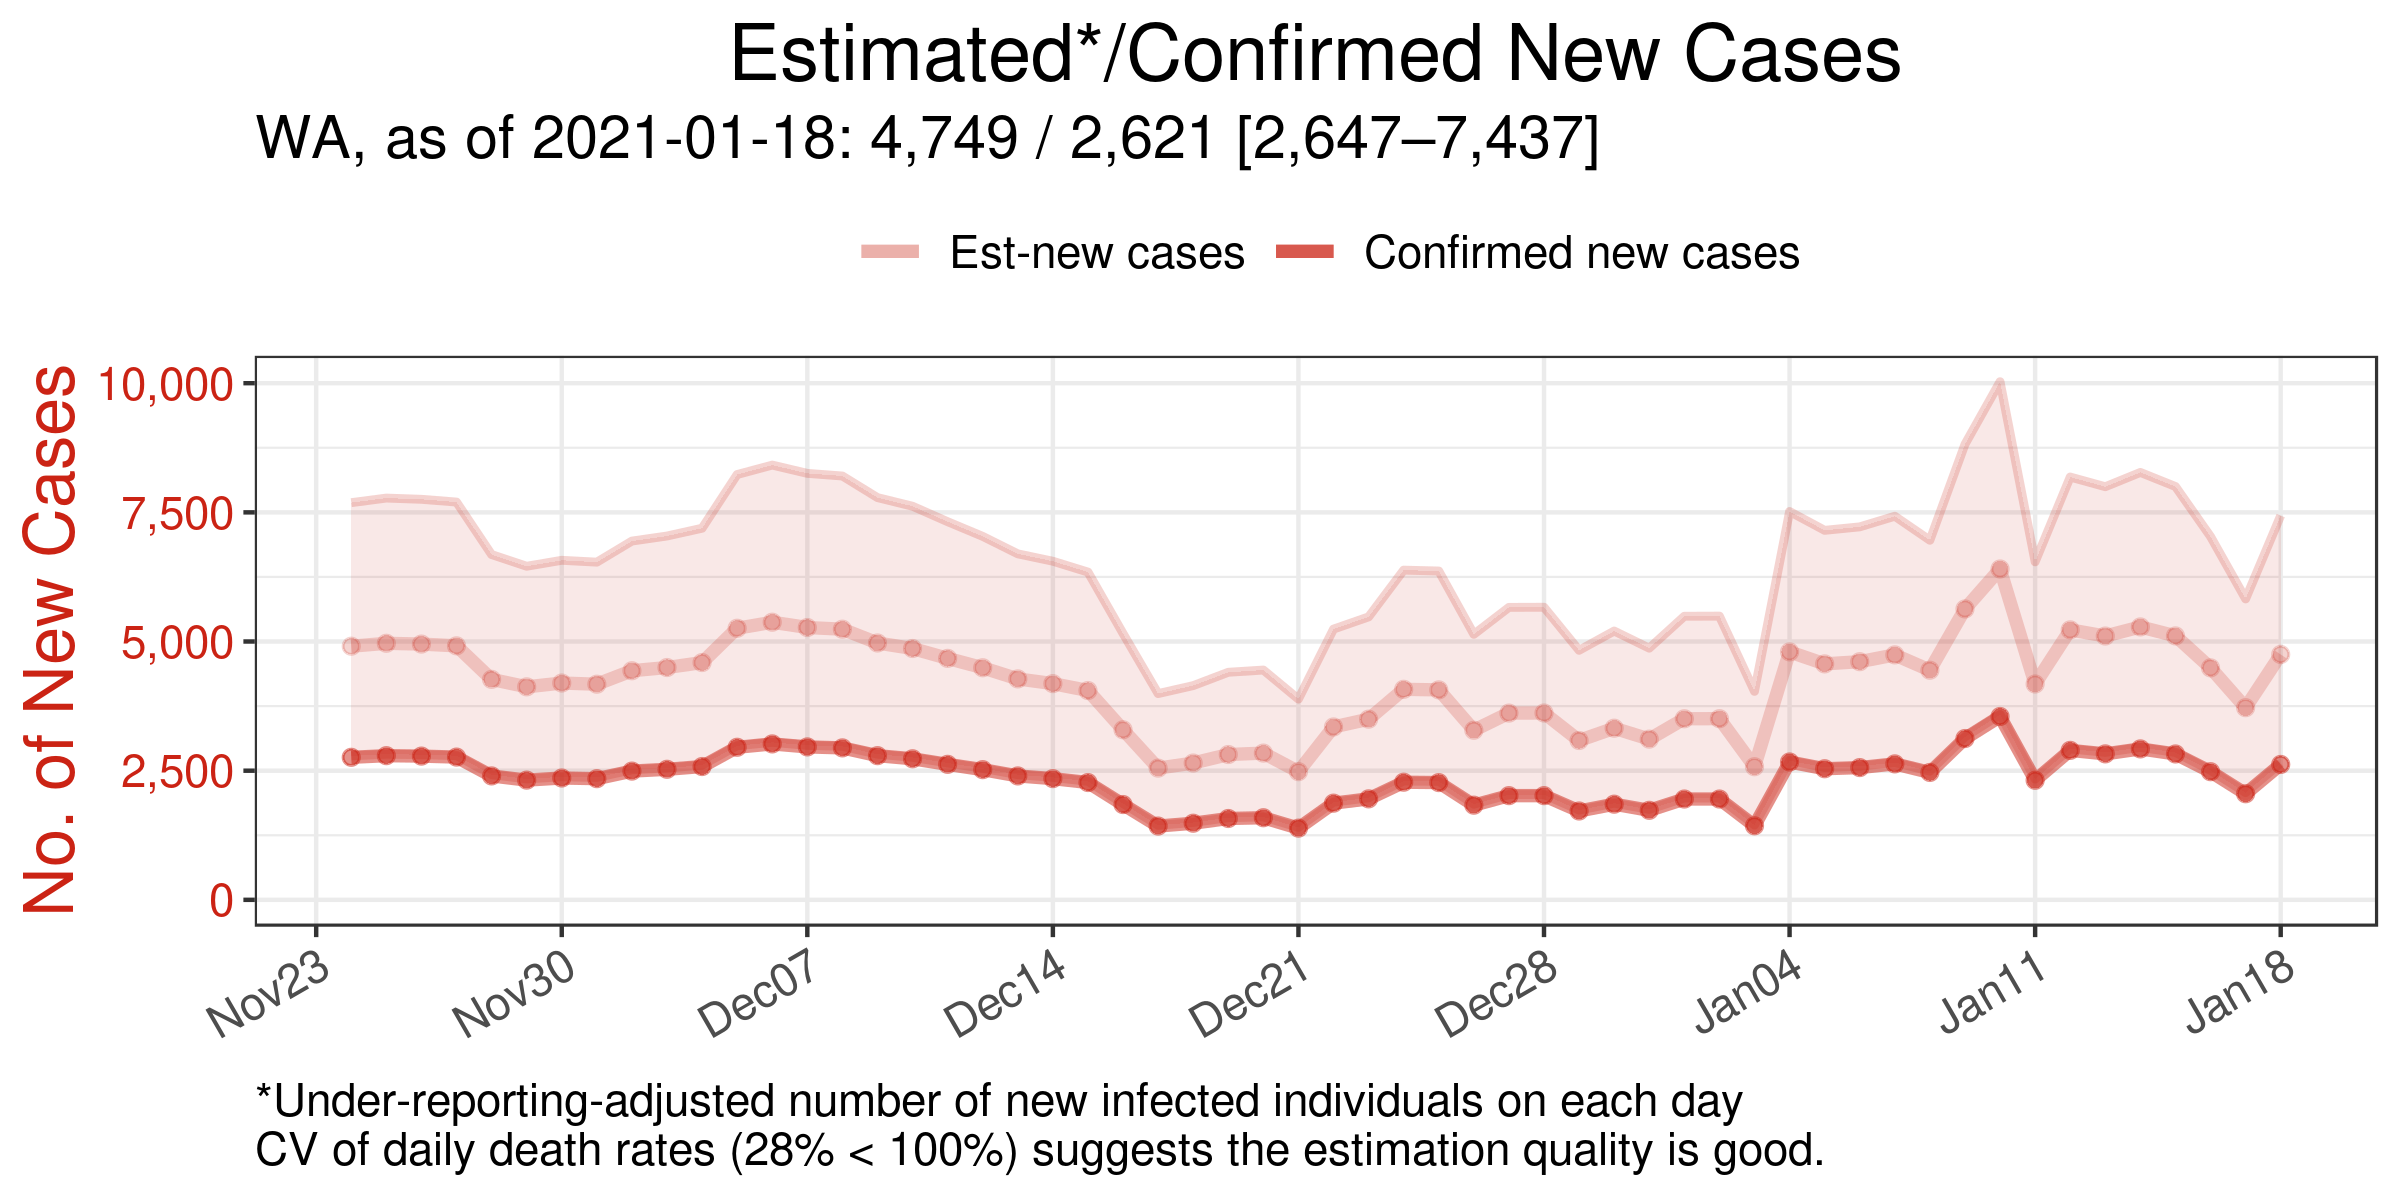 Estimated*/Confirmed New Cases
WA, as of 2021-01-18: 4,749 / 2,621 [2,647–7,437]
Est-new cases
Confirmed new cases
No. of New Cases
10,000
7,500
5,000
2,500
0
Nov23
Nov30
Dec07
Dec14
Dec21
Dec28
Jan04
Jan11
Jan18
*Under-reporting-adjusted number of new infected individuals on each day
CV of daily death rates (28% < 100%) suggests the estimation quality is good.